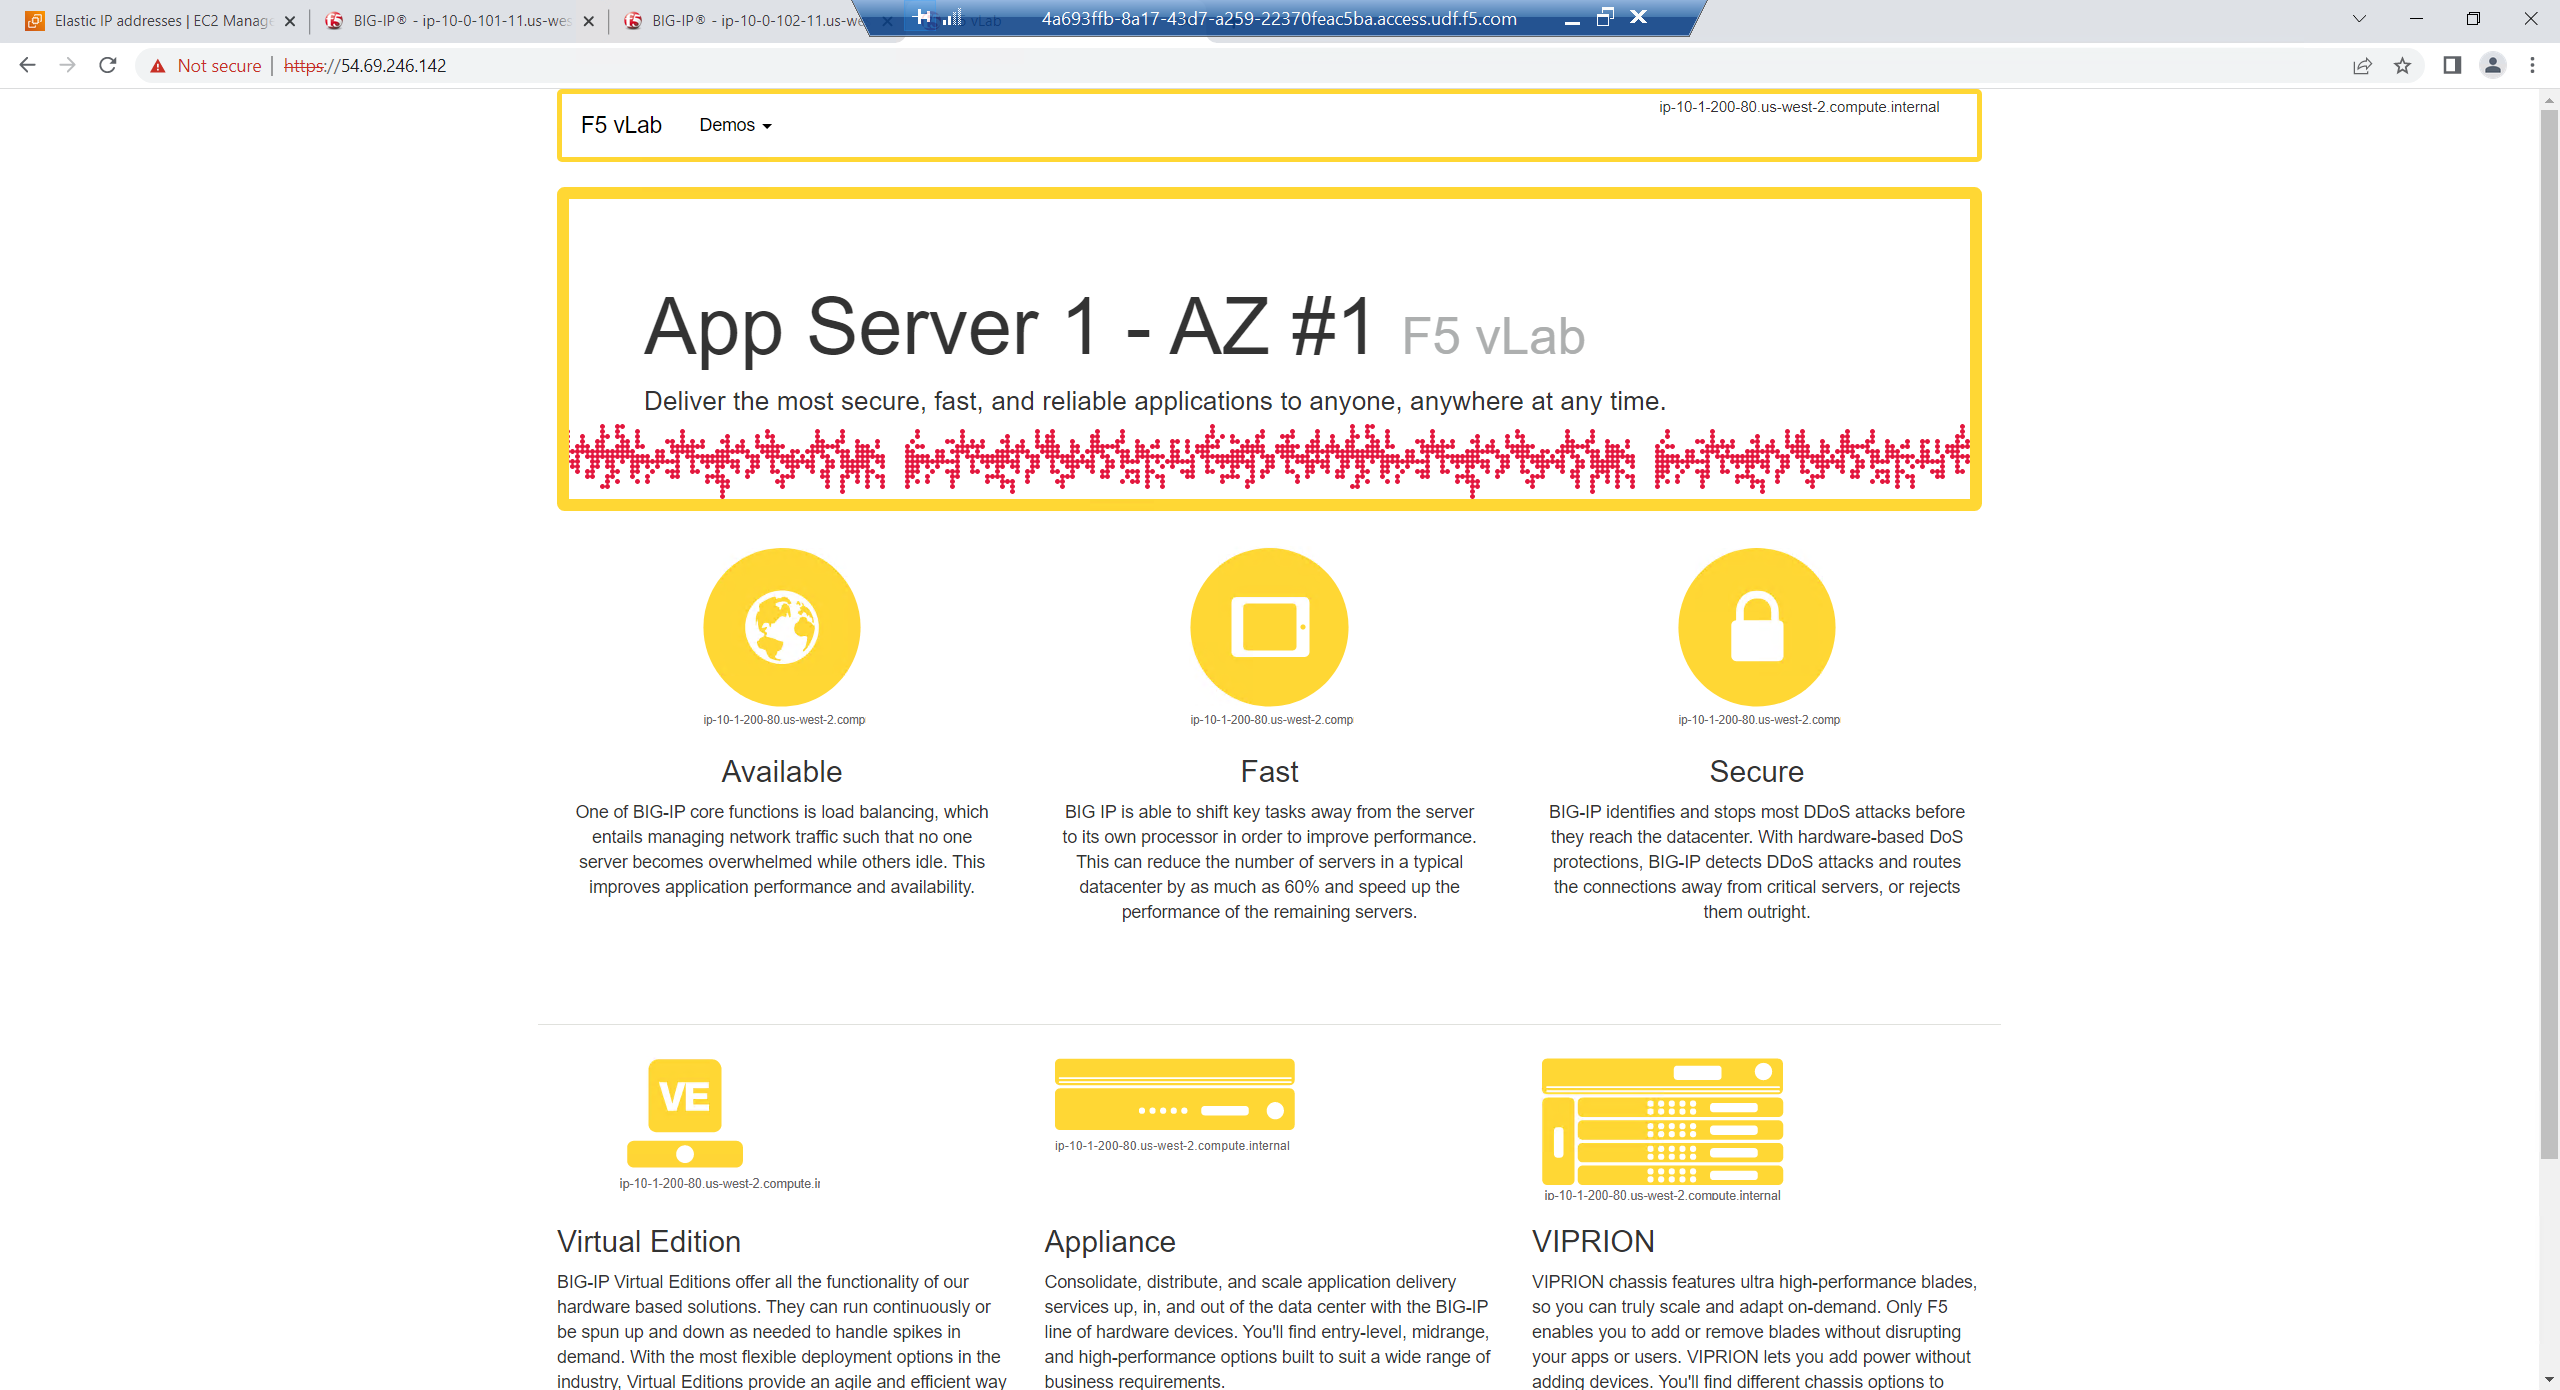 Elastic IP addresses | EC2 Manage
BIG-IP® - ip-10-0-101-11.us-wes
BIG-IP® - ip-10-0-102-11.us-we
vLab
4a693ffb-8a17-43d7-a259-22370feac5ba.access.udf.f5.com
Not secure | https://54.69.246.142
F5 vLab
Demos
ip-10-1-200-80.us-west-2.compute.internal
App Server 1 - AZ #1 F5 vLab
Deliver the most secure, fast, and reliable applications to anyone, anywhere at any time.
ip-10-1-200-80.us-west-2.comp
ip-10-1-200-80.us-west-2.comp
ip-10-1-200-80.us-west-2.comp
Available
One of BIG-IP core functions is load balancing, which
entails managing network traffic such that no one
server becomes overwhelmed while others idle. This
improves application performance and availability.
Fast
BIG IP is able to shift key tasks away from the server
to its own processor in order to improve performance.
This can reduce the number of servers in a typical
datacenter by as much as 60% and speed up the
performance of the remaining servers.
Secure
BIG-IP identifies and stops most DDoS attacks before
they reach the datacenter. With hardware-based DoS
protections, BIG-IP detects DDoS attacks and routes
the connections away from critical servers, or rejects
them outright.
VE
ip-10-1-200-80.us-west-2.compute.ir
Virtual Edition
BIG-IP Virtual Editions offer all the functionality of our
hardware based solutions. They can run continuously or
be spun up and down as needed to handle spikes in
demand. With the most flexible deployment options in the
industry, Virtual Editions provide an agile and efficient way
ip-10-1-200-80.us-west-2.compute.internal
Appliance
Consolidate, distribute, and scale application delivery
services up, in, and out of the data center with the BIG-IP
line of hardware devices. You'll find entry-level, midrange,
and high-performance options built to suit a wide range of
business requirements.
ip-10-1-200-80.us-west-2.compute.internal
VIPRION
VIPRION chassis features ultra high-performance blades,
so you can truly scale and adapt on-demand. Only F5
enables you to add or remove blades without disrupting
your apps or users. VIPRION lets you add power without
adding devices. You'll find different chassis options to